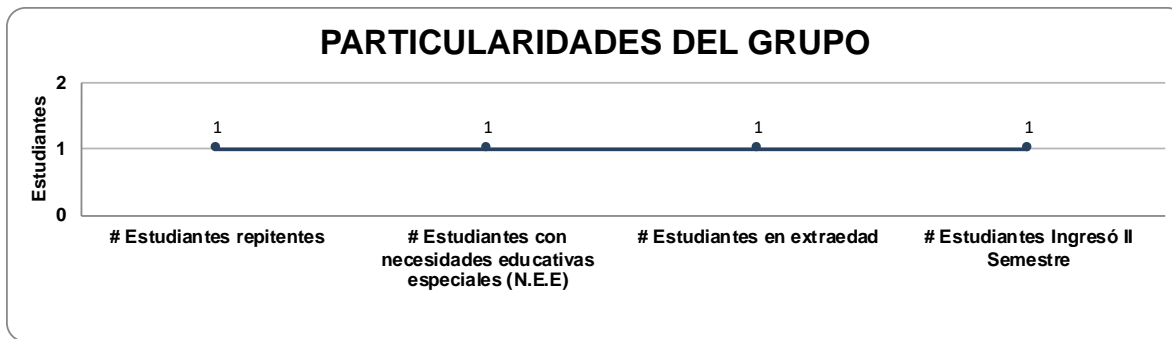 PARTICULARIDADES DEL GRUPO
Estudiantes
2
1
0
1
1
1
1
# Estudiantes repitentes
# Estudiantes con
necesidades educativas
especiales (N.E.E)
# Estudiantes en extraedad
# Estudiantes Ingresó II
Semestre